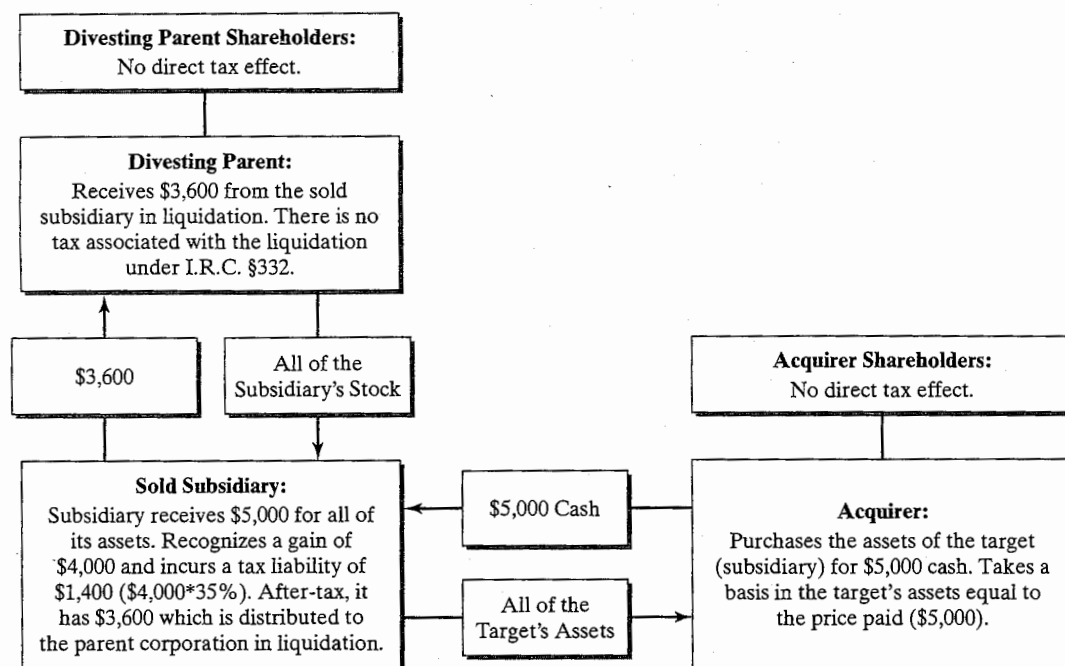 Divesting Parent Shareholders:
No direct tax effect.
Divesting Parent:
Receives $3,600 from the sold
subsidiary in liquidation. There is no
tax associated with the liquidation
under I.R.C. §332.
$3,600
All of the
Subsidiary's Stock
Acquirer Shareholders:
No direct tax effect.
Sold Subsidiary:
Subsidiary receives $5,000 for all of
its assets. Recognizes a gain of
$4,000 and incurs a tax liability of
$1,400 ($4,000*35%). After-tax, it
has $3,600 which is distributed to
the parent corporation in liquidation.
$5,000 Cash
All of the
Target's Assets
Acquirer:
Purchases the assets of the target
(subsidiary) for $5,000 cash. Takes a
basis in the target's assets equal to
the price paid ($5,000).